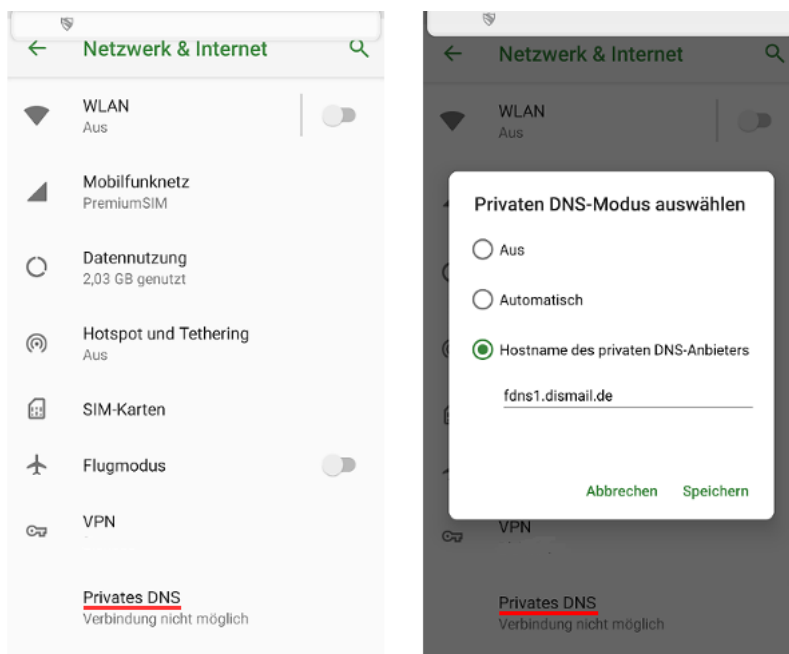 Netzwerk & Internet
WLAN
Aus
Mobilfunknetz
PremiumSIM
Datennutzung
2,03 GB genutzt
Hotspot und Tethering
Aus
SIM-Karten
Flugmodus
VPN
Privates DNS
Verbindung nicht möglich
Netzwerk & Internet
WLAN
Aus
Privaten DNS-Modus auswählen
Aus
Automatisch
Hostname des privaten DNS-Anbieters
fdns1.dismail.de
Abbrechen Speichern
VPN
Privates DNS
Verbindung nicht möglich